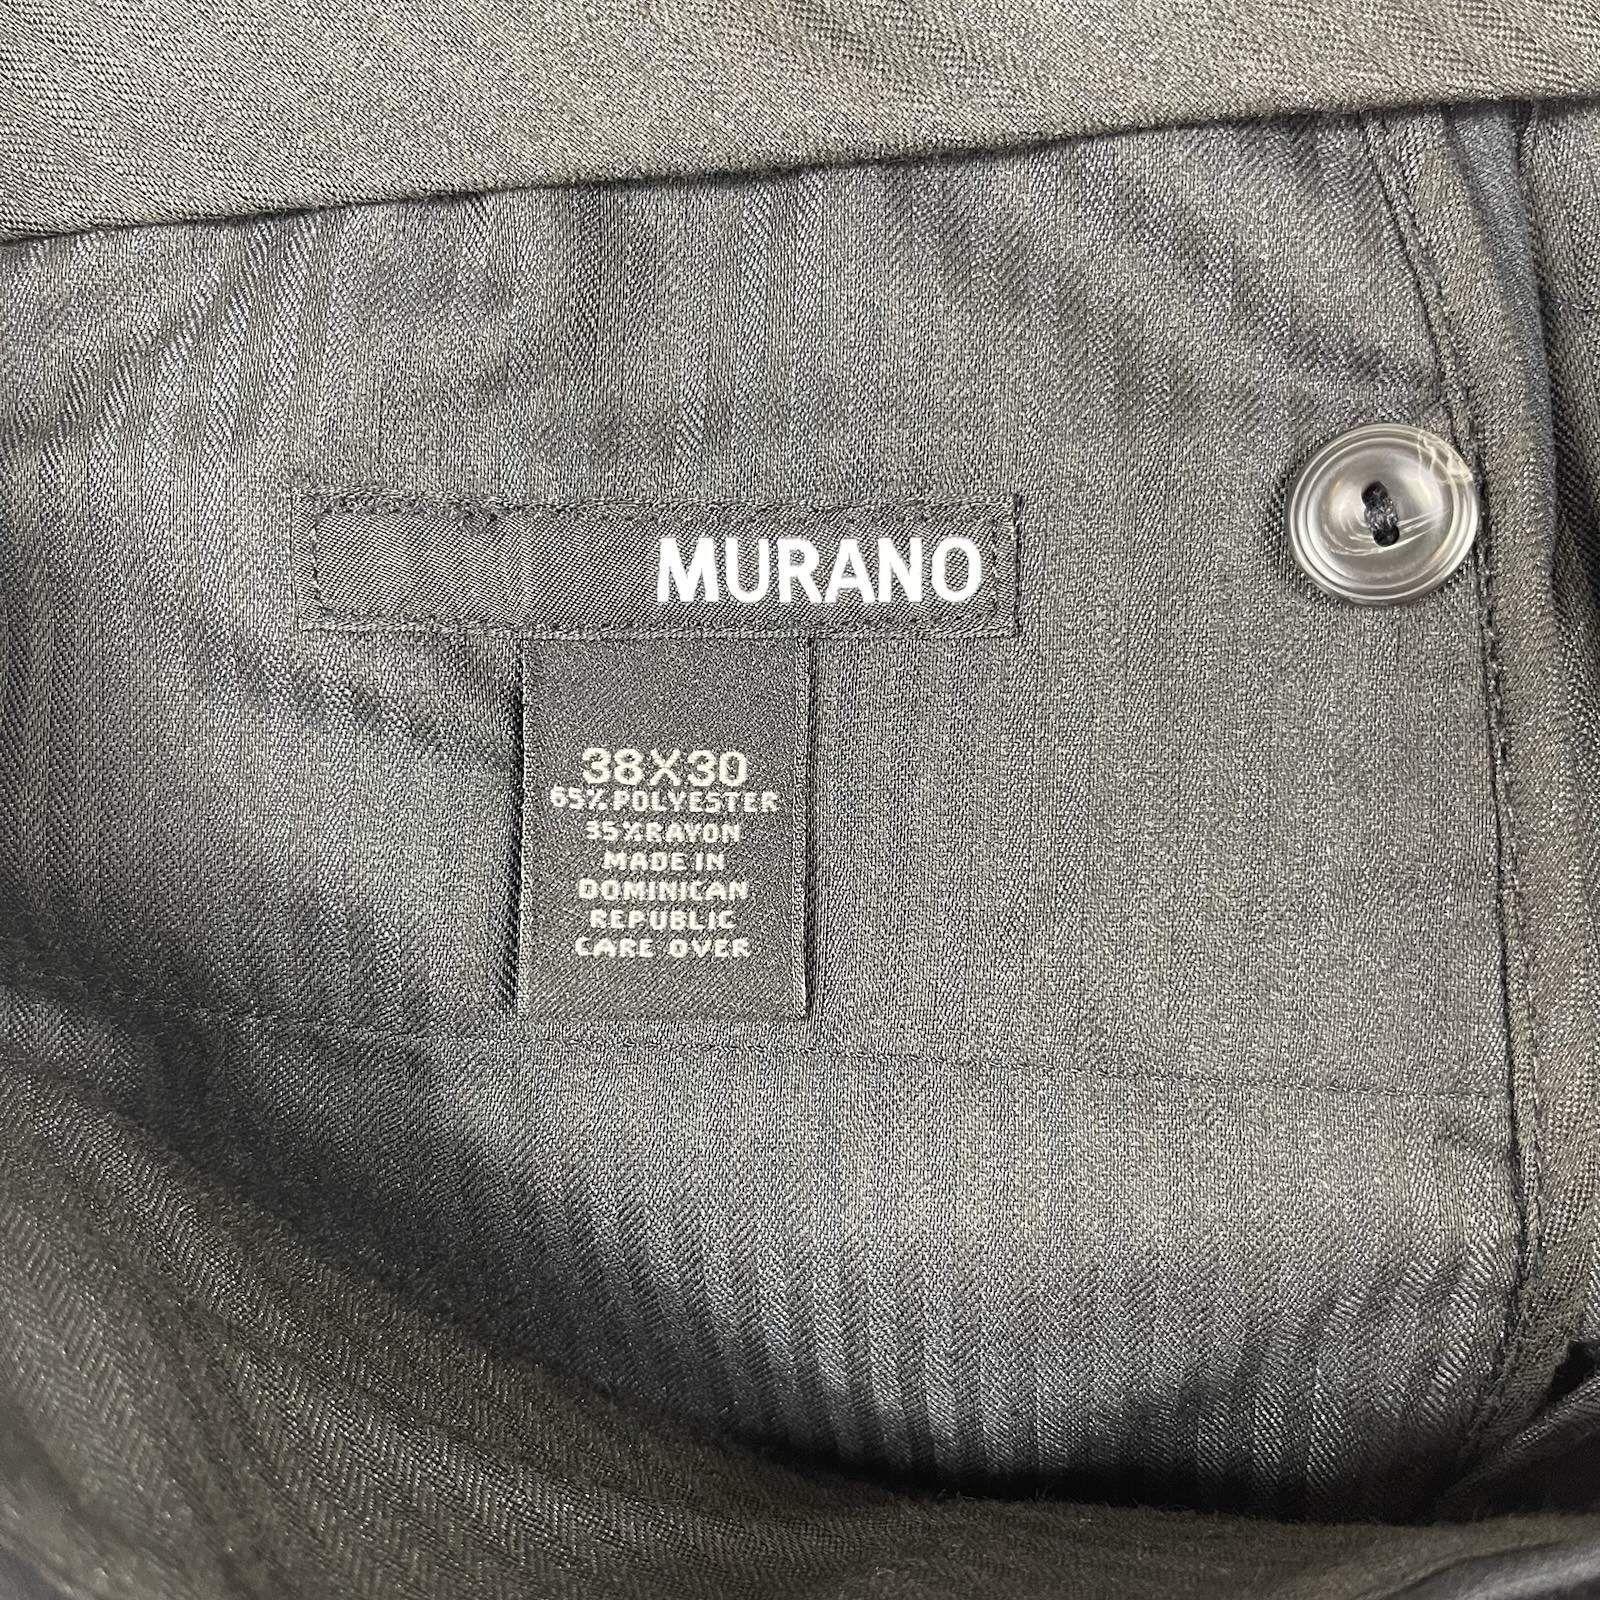 MURANO
38X30
65% POLYESTER
35%RAYON
MADE IN
DOMINICAN
REPUBLIC
CARE OVER